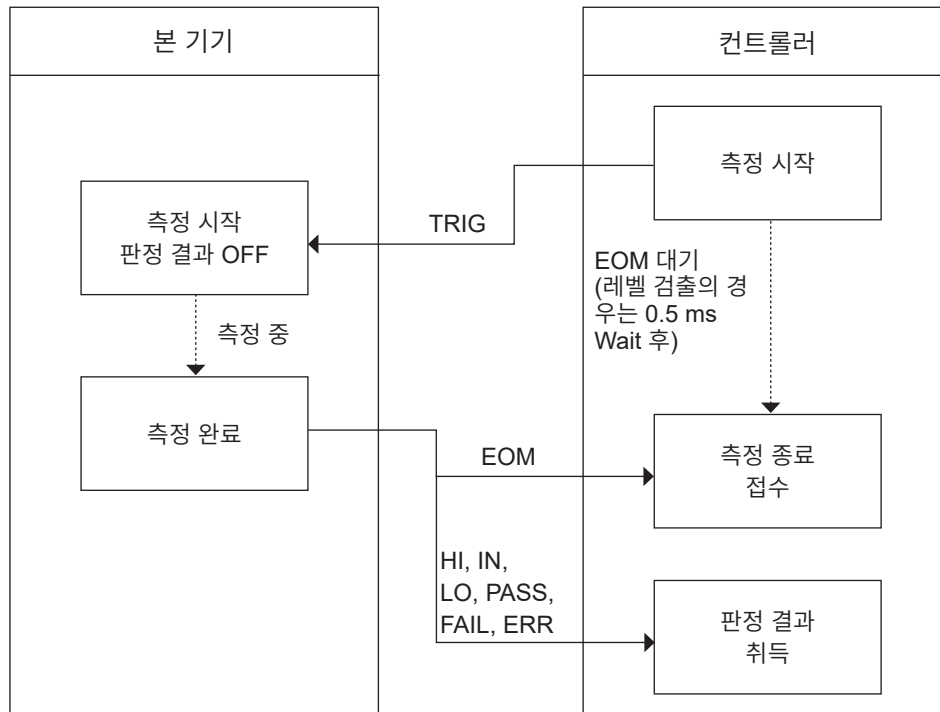 본 기기
컨트롤러
측정 시작
측정 시작
판정 결과 OFF
TRIG
EOM 대기
(레벨 검출의 경
우는 0.5 ms
Wait 후)
측정 중
측정 완료
EOM
측정 종료
접수
HI, IN,
LO, PASS,
FAIL, ERR
판정 결과
취득